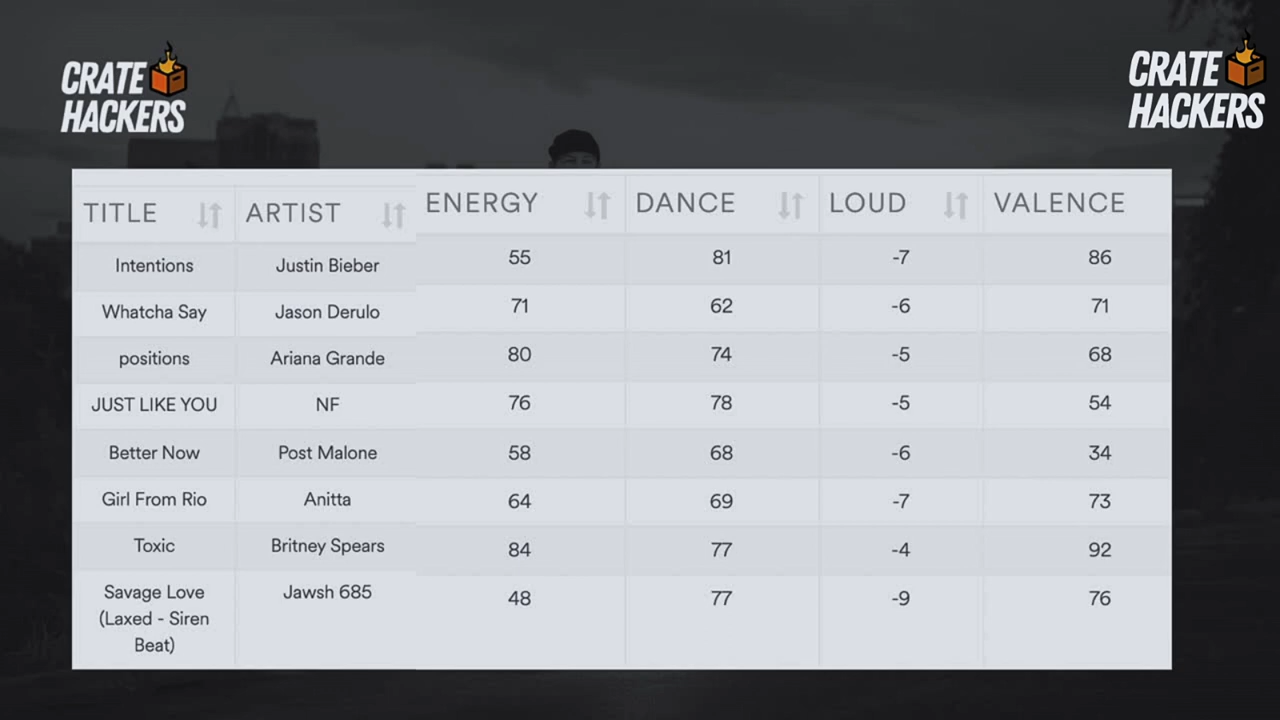 CRATE
HACKERS
CRATE
HACKERS
TITLE ARTIST ENERGY DANCE LOUD VALENCE
Intentions Justin Bieber 55 81 -7 86
Whatcha Say Jason Derulo 71 62 -6 71
positions Ariana Grande 80 74 -5 68
JUST LIKE YOU NF 76 78 -5 54
Better Now Post Malone 58 68 -6 34
Girl From Rio Anitta 64 69 -7 73
Toxic Britney Spears 84 77 -4 92
Savage Love Jawsh 685 48 77 -9 76
(Laxed - Siren
Beat)